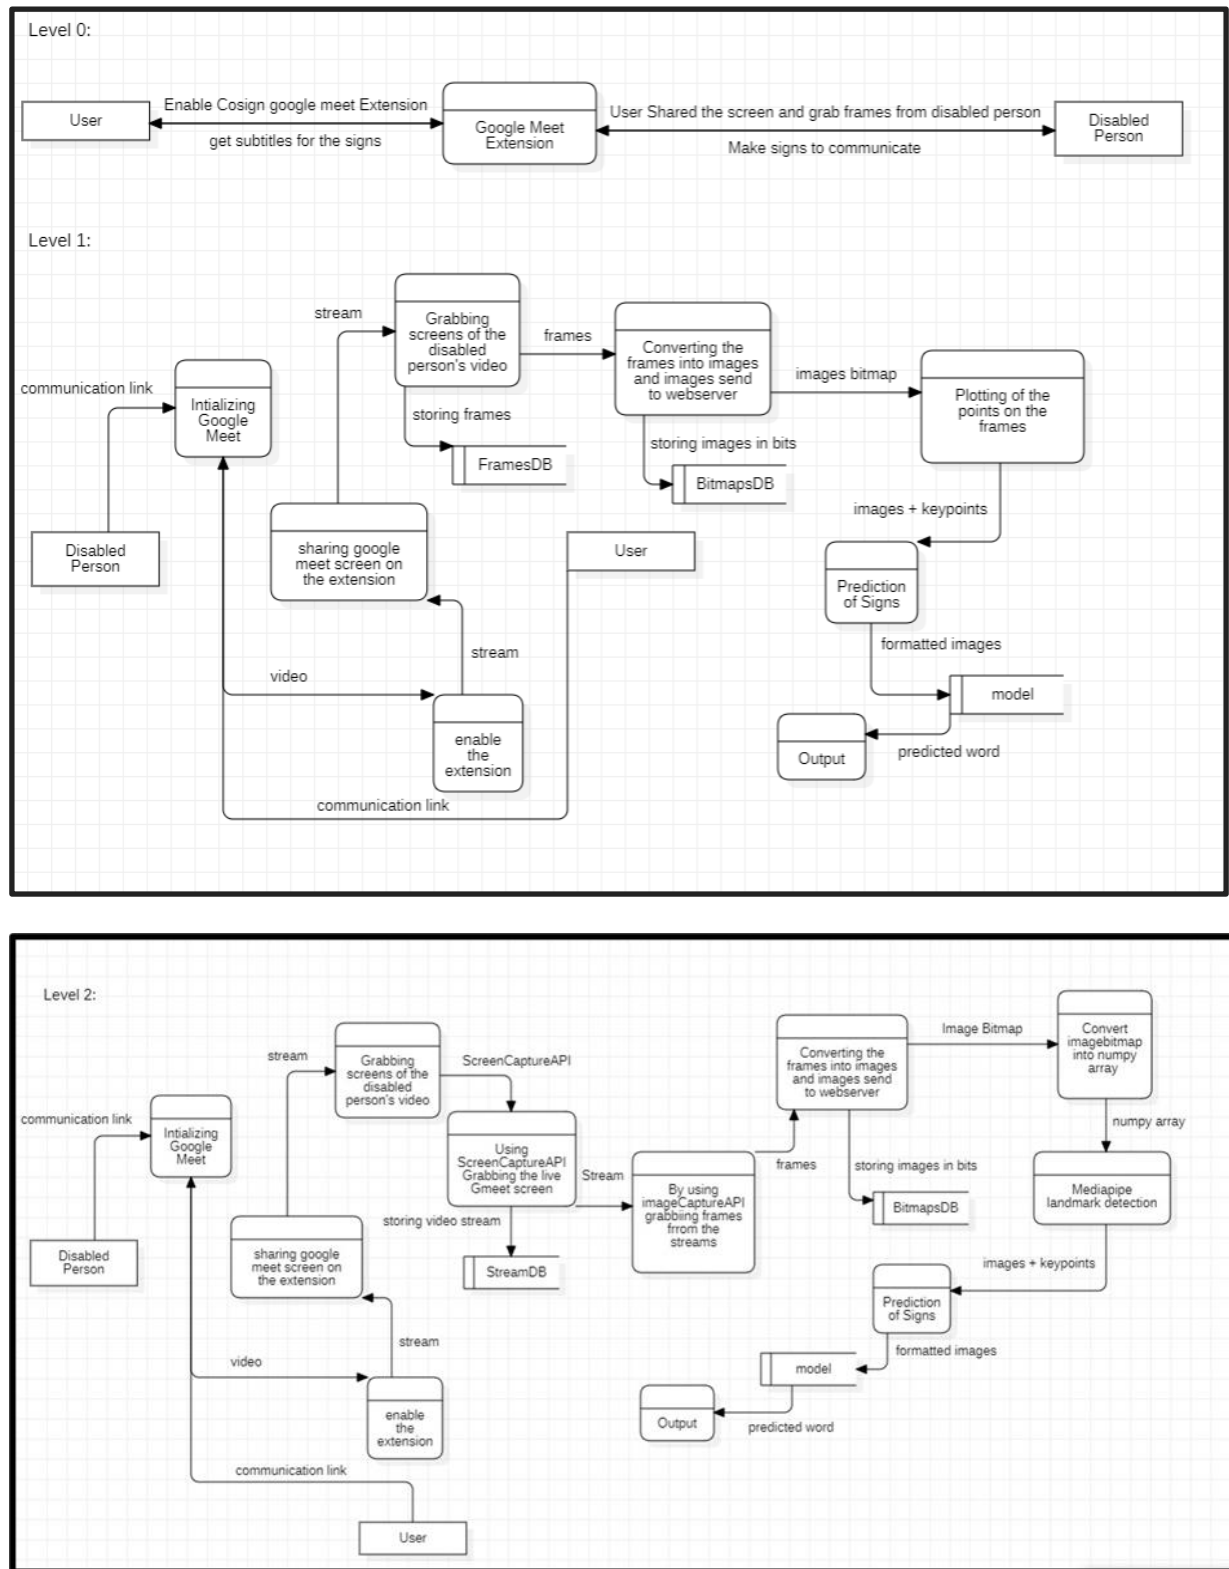 Level 0:
User
Enable Cosign google meet Extension
get subtitles for the signs
Google Meet
Extension
User Shared the screen and grab frames from disabled person
Make signs to communicate
Disabled
Person
Level 1:
communication link
Intializing
Google
Meet
Disabled
Person
stream
Grabbing
screens of the
disabled
person's video
storing frames
FramesDB
frames
Converting the
frames into images
and images send
to webserver
storing images in bits
BitmapsDB
images bitmap
Plotting of the
points on the
frames
images + keypoints
sharing google
meet screen on
the extension
User
Prediction
of Signs
stream
formatted images
video
model
enable
the
extension
Output
predicted word
communication link
Level 2:
communication link
Intializing
Google
Meet
Disabled
Person
stream
Grabbing
screens of the
disabled
person's video
ScreenCaptureAPI
Using
ScreenCaptureAPI
Grabbing the live
Gmeet screen
storing video stream
StreamDB
Stream
By using
imageCaptureAPI
grabbiing frames
frrom the
streams
frames
Converting the
frames into images
and images send
to webserver
storing images in bits
BitmapsDB
Image Bitmap
Convert
imagebitmap
into numpy
array
numpy array
Mediapipe
landmark detection
images + keypoints
sharing google
meet screen on
the extension
Prediction
of Signs
stream
formatted images
video
model
enable
the
extension
Output
predicted word
communication link
User